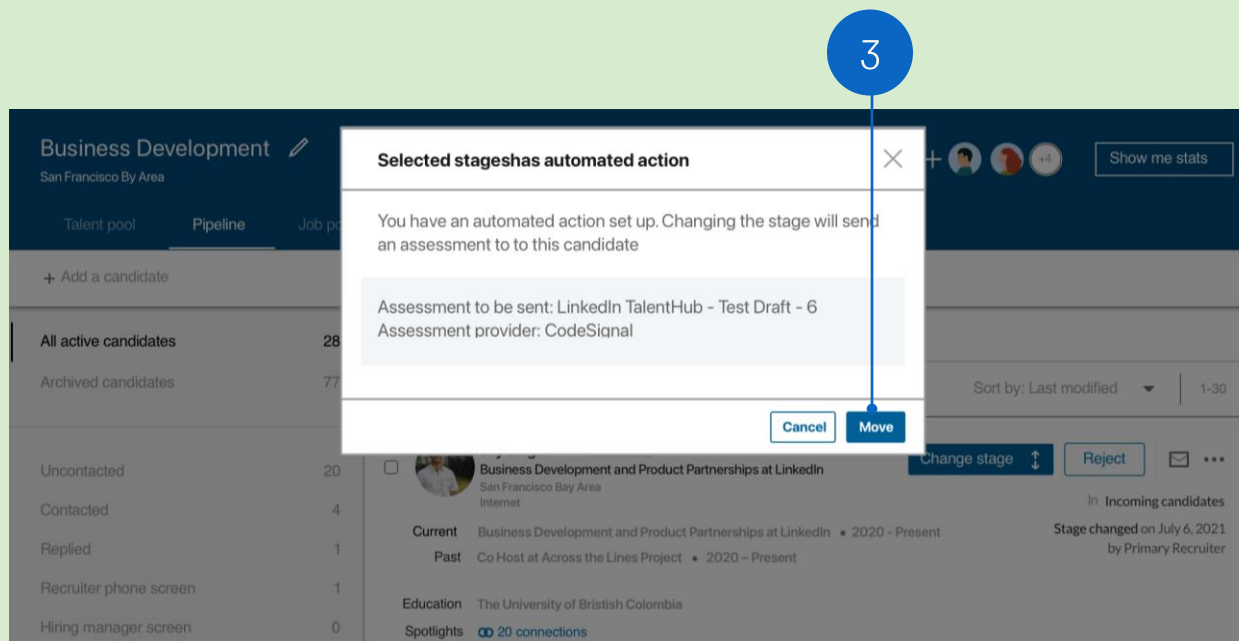 3
Business Development
San Francisco By Area
Talent pool
Pipeline
Job po
+4
Show me stats
Selected stageshas automated action
You have an automated action set up. Changing the stage will send
an assessment to to this candidate
Assessment to be sent: LinkedIn TalentHub - Test Draft - 6
Assessment provider: CodeSignal
Cancel
Move
+ Add a candidate
All active candidates 28
Archived candidates 77
Sort by: Last modified
1-30
Uncontacted 20
Contacted 4
Replied 1
Recruiter phone screen 1
Hiring manager screen 0
Business Development and Product Partnerships at LinkedIn
San Francisco Bay Area
Internet
Change stage
Reject
In Incoming candidates
Stage changed on July 6, 2021
by Primary Recruiter
Current Business Development and Product Partnerships at LinkedIn • 2020 - Present
Past Co Host at Across the Lines Project • 2020 – Present
Education The University of Bristish Colombia
Spotlights 20 connections